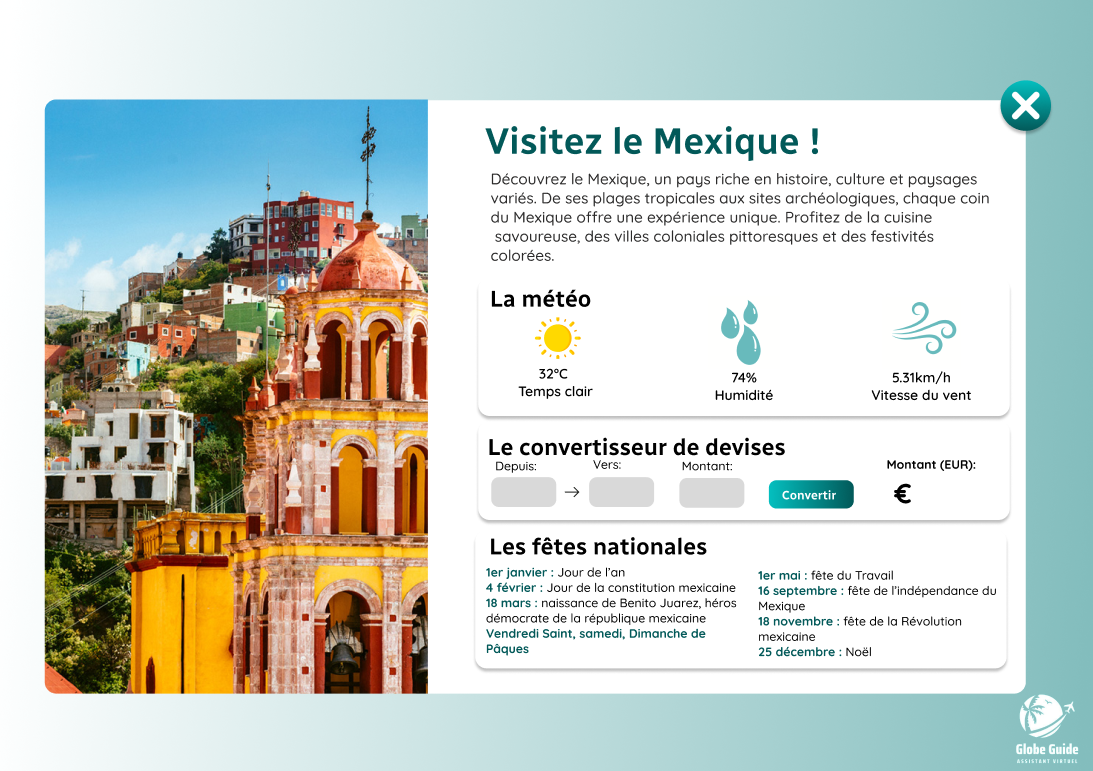 Visitez le Mexique !
Découvrez le Mexique, un pays riche en histoire, culture et paysages
variés. De ses plages tropicales aux sites archéologiques, chaque coin
du Mexique offre une expérience unique. Profitez de la cuisine
savoureuse, des villes coloniales pittoresques et des festivités
colorées.
La météo
32°C
Temps clair
74%
Humidité
5.31km/h
Vitesse du vent
Le convertisseur de devises
Depuis:
Vers:
Montant:
Montant (EUR):
→
Convertir
€
Les fêtes nationales
1er janvier : Jour de l'an
4 février : Jour de la constitution mexicaine
18 mars : naissance de Benito Juarez, héros
démocrate de la république mexicaine
Vendredi Saint, samedi, Dimanche de
Pâques
1er mai : fête du Travail
16 septembre : fête de l'indépendance du
Mexique
18 novembre : fête de la Révolution
mexicaine
25 décembre : Noël
Globe Guide
ASSISTANT VIRTUEL